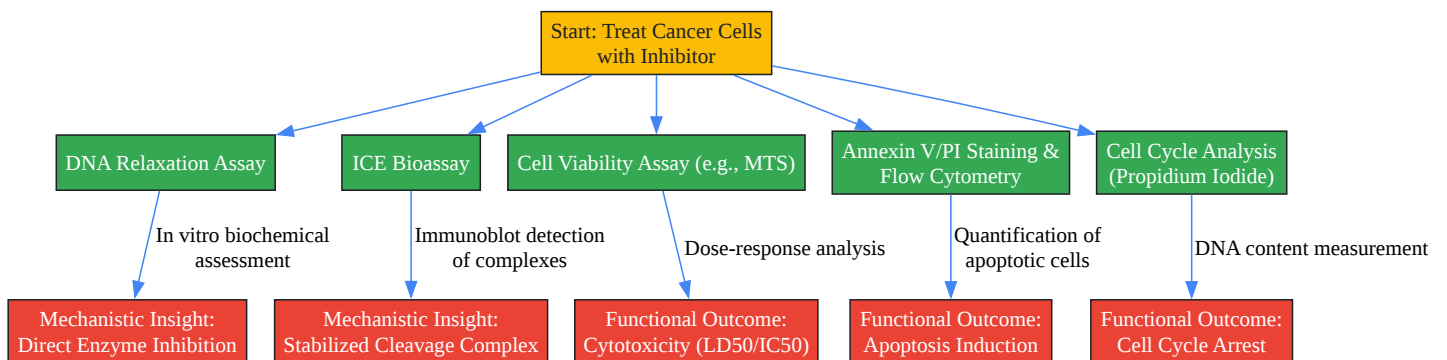 Start: Treat Cancer Cells
with Inhibitor
DNA Relaxation Assay
ICE Bioassay
Cell Viability Assay (e.g., MTS)
Annexin V/PI Staining &
Flow Cytometry
Cell Cycle Analysis
(Propidium Iodide)
In vitro biochemical
assessment
Immunoblot detection
of complexes
Dose-response analysis
Quantification of
apoptotic cells
DNA content measurement
Mechanistic Insight:
Direct Enzyme Inhibition
Mechanistic Insight:
Stabilized Cleavage Complex
Functional Outcome:
Cytotoxicity (LD50/IC50)
Functional Outcome:
Apoptosis Induction
Functional Outcome:
Cell Cycle Arrest